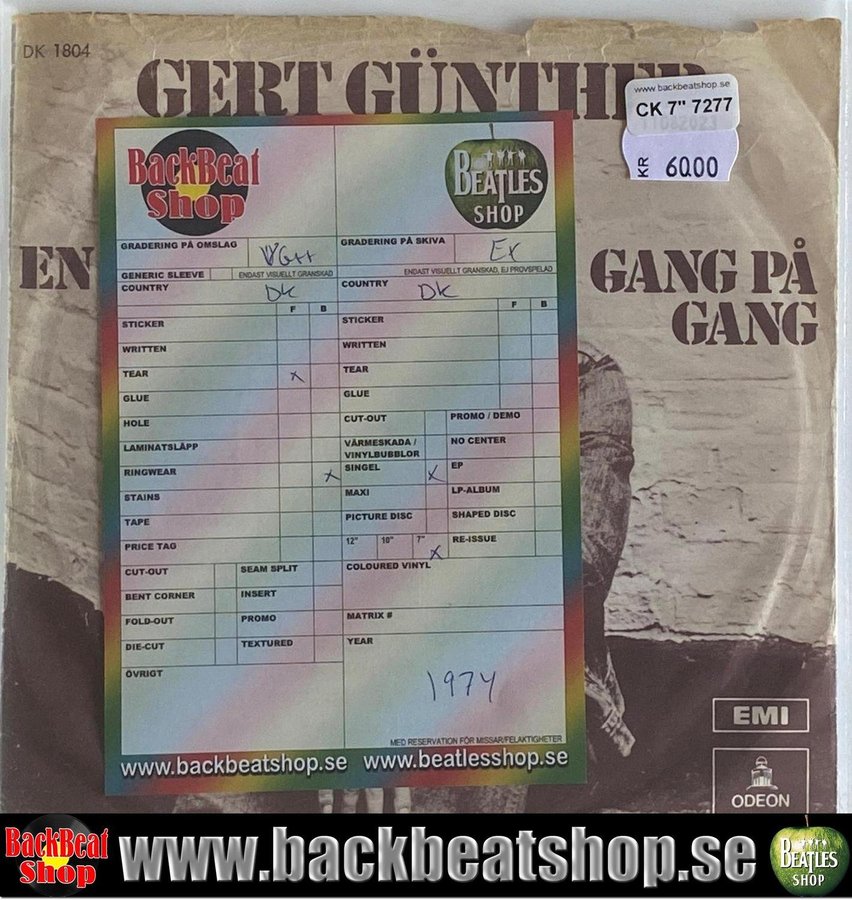 DK 1804
GERT GÜNTHER
www.backbeatshop.se
CK 7" 7277
KR 60.00
EN
GANG PÅ
GANG
BackBeat
Shop
BEATLES
SHOP
GRADERING PÅ OMSLAG VG++
GENERIC SLEEVE ENDAST VISUELLT GRANSKAD
COUNTRY DK
F B
STICKER
WRITTEN
TEAR x
GLUE
HOLE
LAMINATSLÄPP
RINGWEAR x
STAINS
TAPE
PRICE TAG
CUT-OUT SEAM SPLIT
BENT CORNER INSERT
FOLD-OUT PROMO
DIE-CUT TEXTURED
ÖVRIGT
GRADERING PÅ SKIVA Ex
ENDAST VISUELLT GRANSKAD, EJ PROVSPELAD
COUNTRY DK
F B
STICKER
WRITTEN
TEAR
GLUE
CUT-OUT PROMO / DEMO
VÄRMESKADA / NO CENTER
VINYLBUBBLOR
SINGEL x EP
MAXI LP-ALBUM
PICTURE DISC SHAPED DISC
12" 10" 7" x RE-ISSUE
COLOURED VINYL
MATRIX #
YEAR
1974
MED RESERVATION FÖR MISSAR/FELAKTIGHETER
www.backbeatshop.se www.beatlesshop.se
EMI
ODEON
BackBeat
Shop
www.backbeatshop.se
BEATLES
SHOP